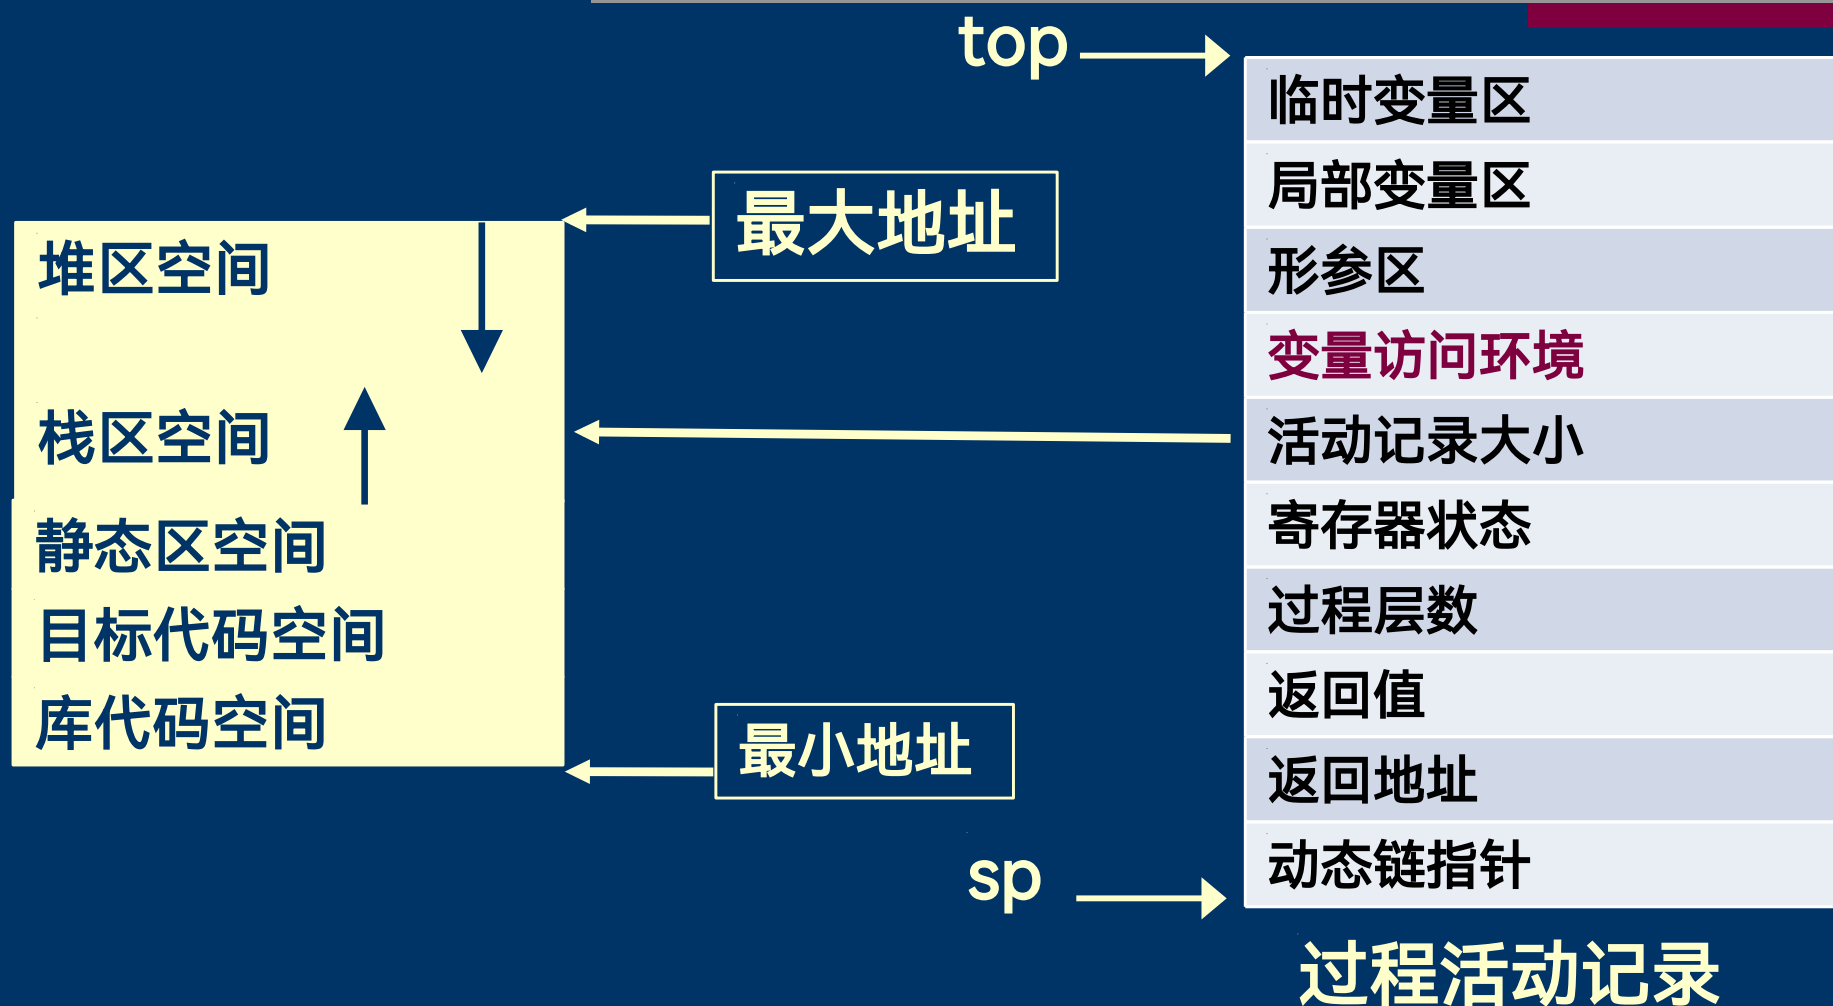 top
临时变量区
局部变量区
形参区
变量访问环境
活动记录大小
寄存器状态
过程层数
返回值
返回地址
动态链指针
sp
过程活动记录
最大地址
堆区空间
栈区空间
静态区空间
目标代码空间
库代码空间
最小地址